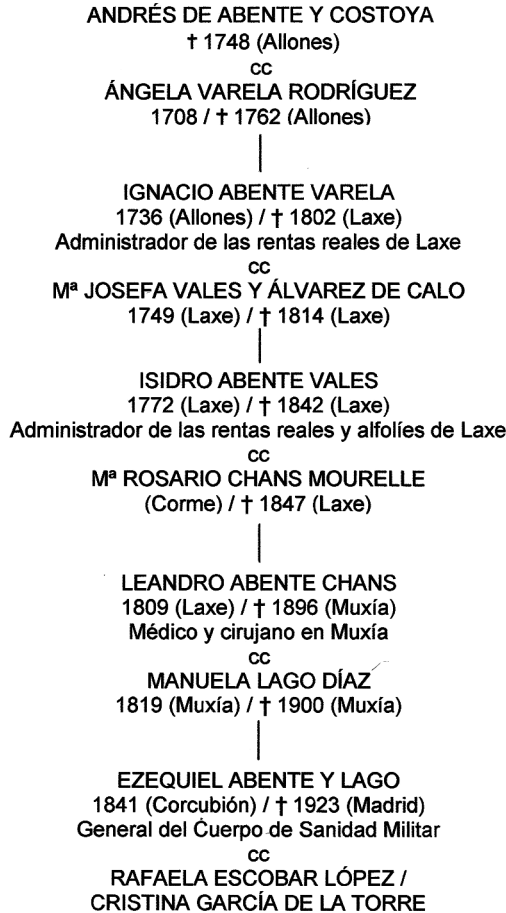 ANDRÉS DE ABENTE Y COSTOYA
† 1748 (Allones)
cc
ÁNGELA VARELA RODRÍGUEZ
1708 / † 1762 (Allones)
IGNACIO ABENTE VARELA
1736 (Allones) / † 1802 (Laxe)
Administrador de las rentas reales de Laxe
cc
Mª JOSEFA VALES Y ÁLVAREZ DE CALO
1749 (Laxe) / † 1814 (Laxe)
ISIDRO ABENTE VALES
1772 (Laxe) / † 1842 (Laxe)
Administrador de las rentas reales y alfolíes de Laxe
cc
Mª ROSARIO CHANS MOURELLE
(Corme) / † 1847 (Laxe)
LEANDRO ABENTE CHANS
1809 (Laxe) / † 1896 (Muxía)
Médico y cirujano en Muxía
cc
MANUELA LAGO DÍAZ
1819 (Muxía) / † 1900 (Muxía)
EZEQUIEL ABENTE Y LAGO
1841 (Corcubión) / † 1923 (Madrid)
General del Cuerpo de Sanidad Militar
cc
RAFAELA ESCOBAR LÓPEZ /
CRISTINA GARCÍA DE LA TORRE